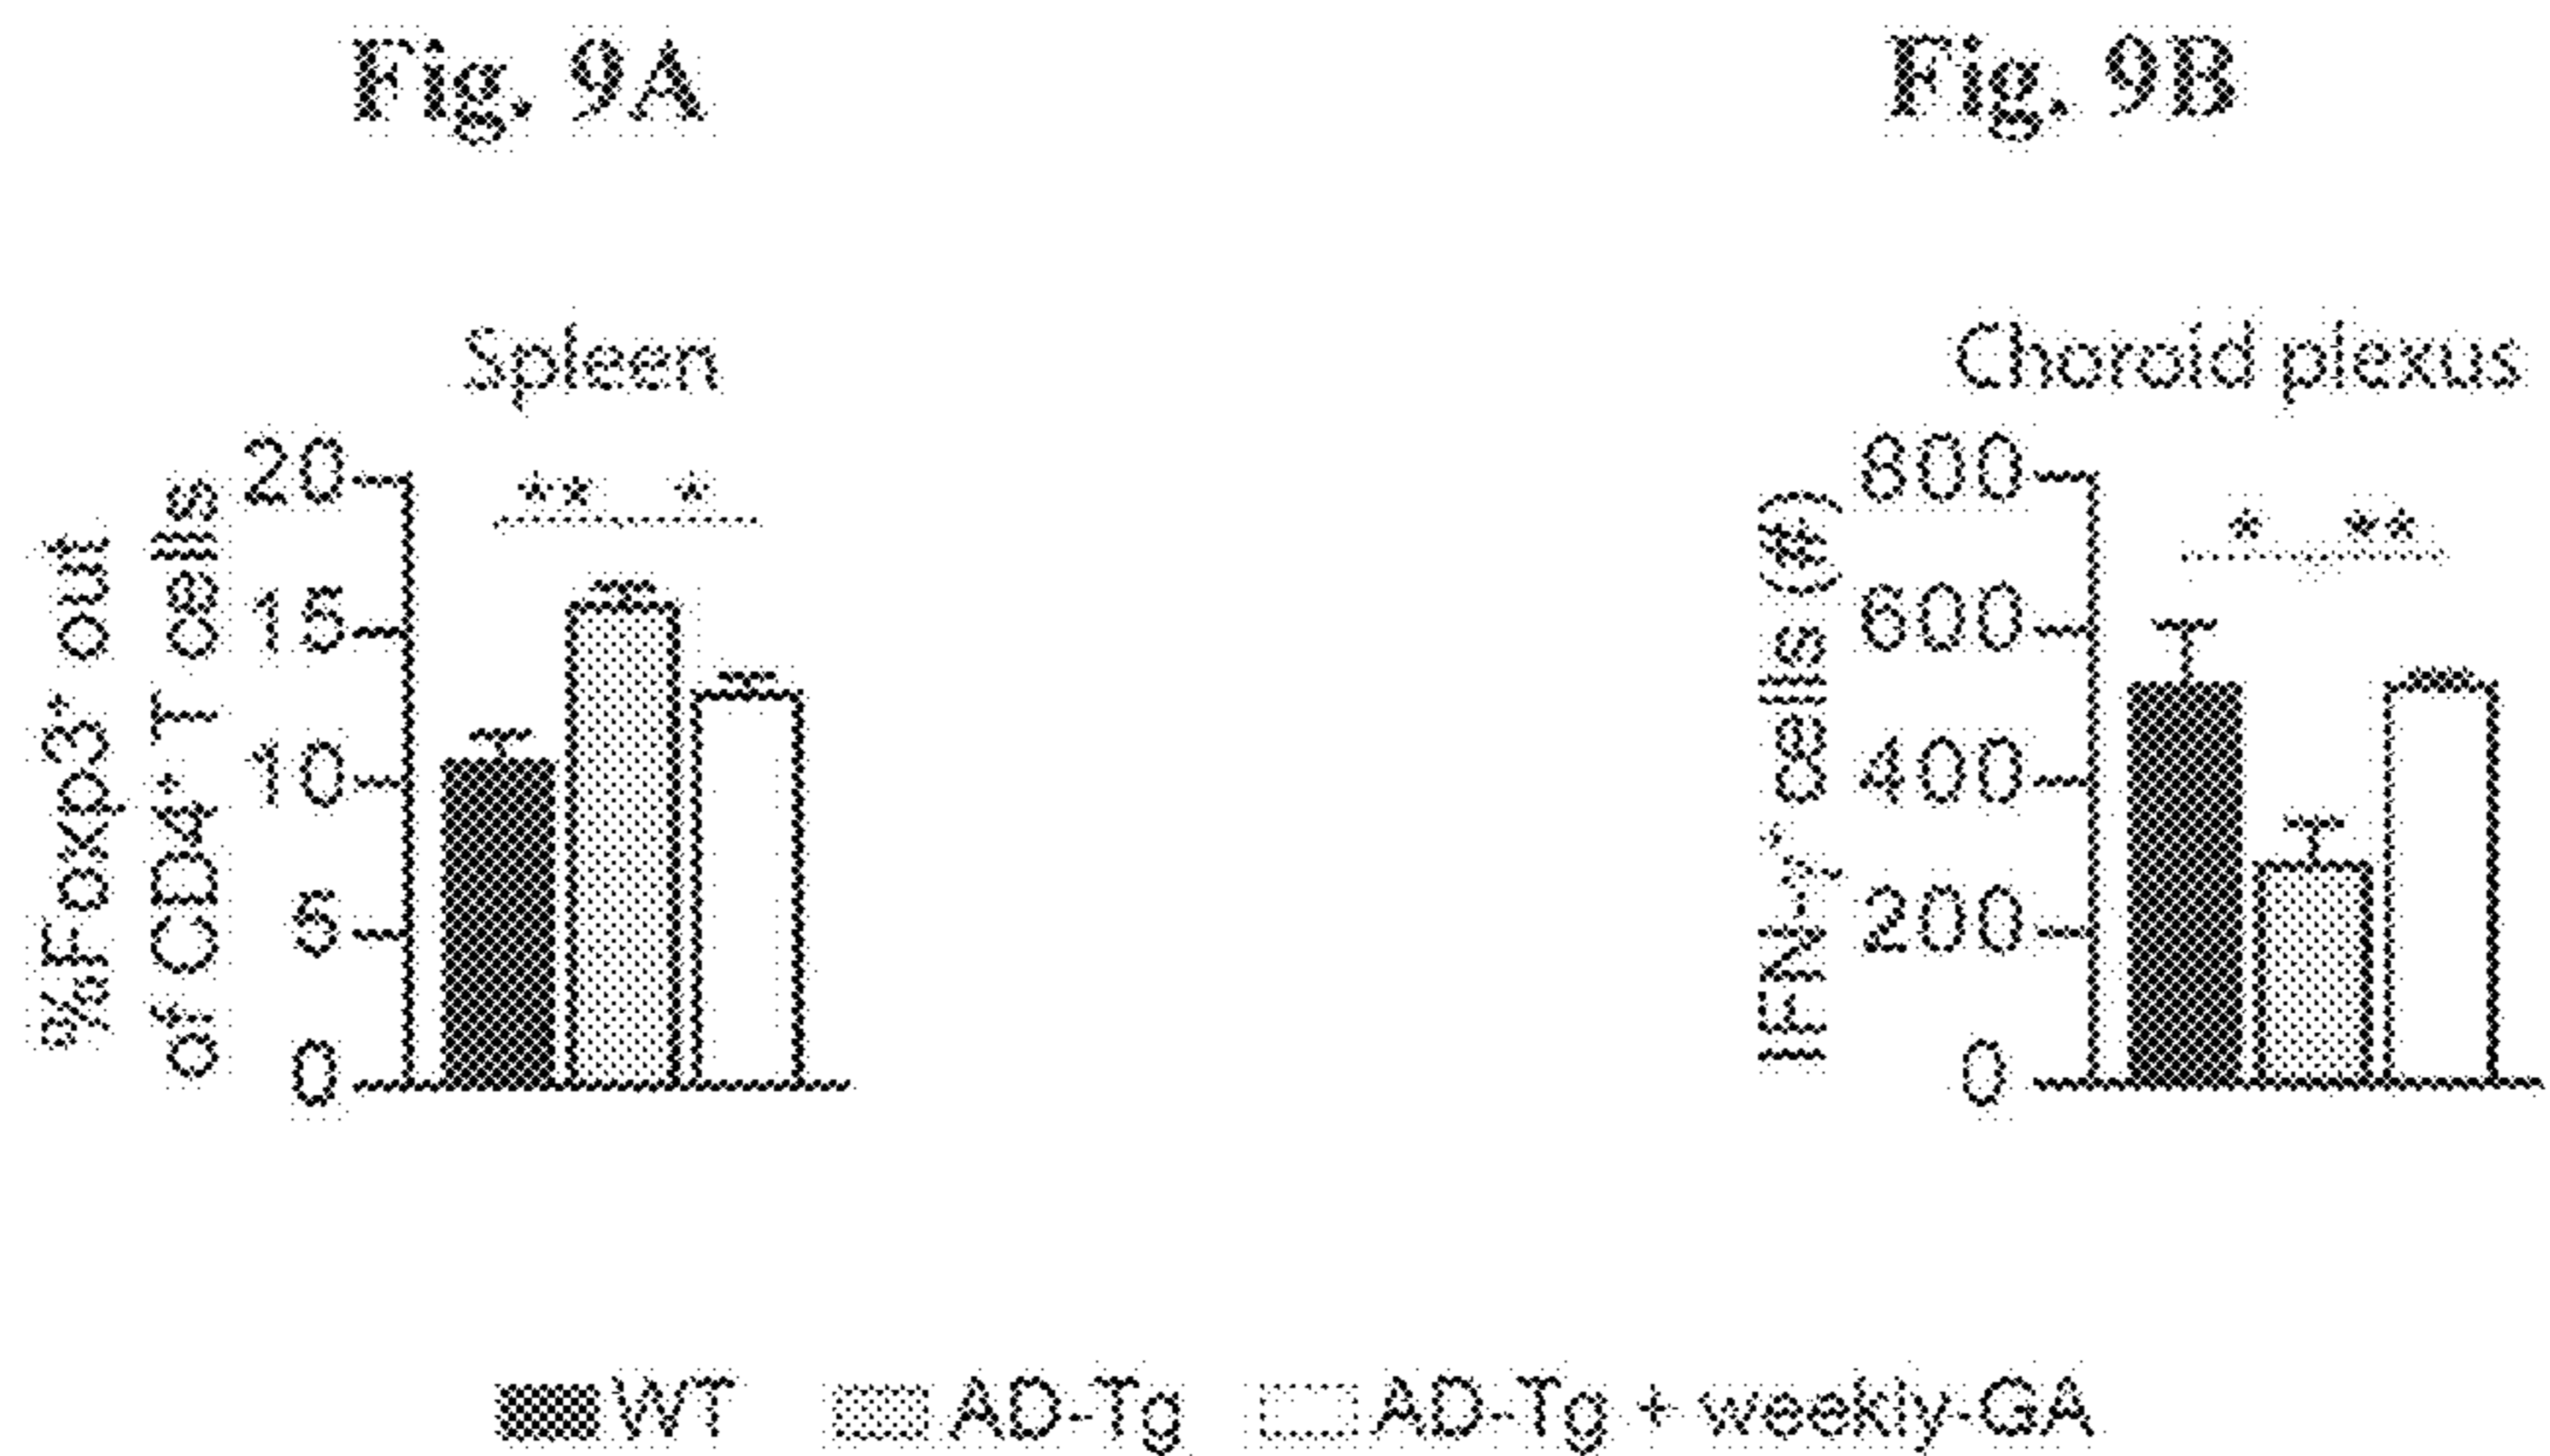 Fig. 9A
Fig. 9B
Spleen
%Foxp3⁺ out
of CD4⁺ T cells
20
15
10
5
0
** *
Choroid plexus
IFN-γ⁺ cells (#)
800
600
400
200
0
* **
WT AD-Tg AD-Tg + weekly-GA